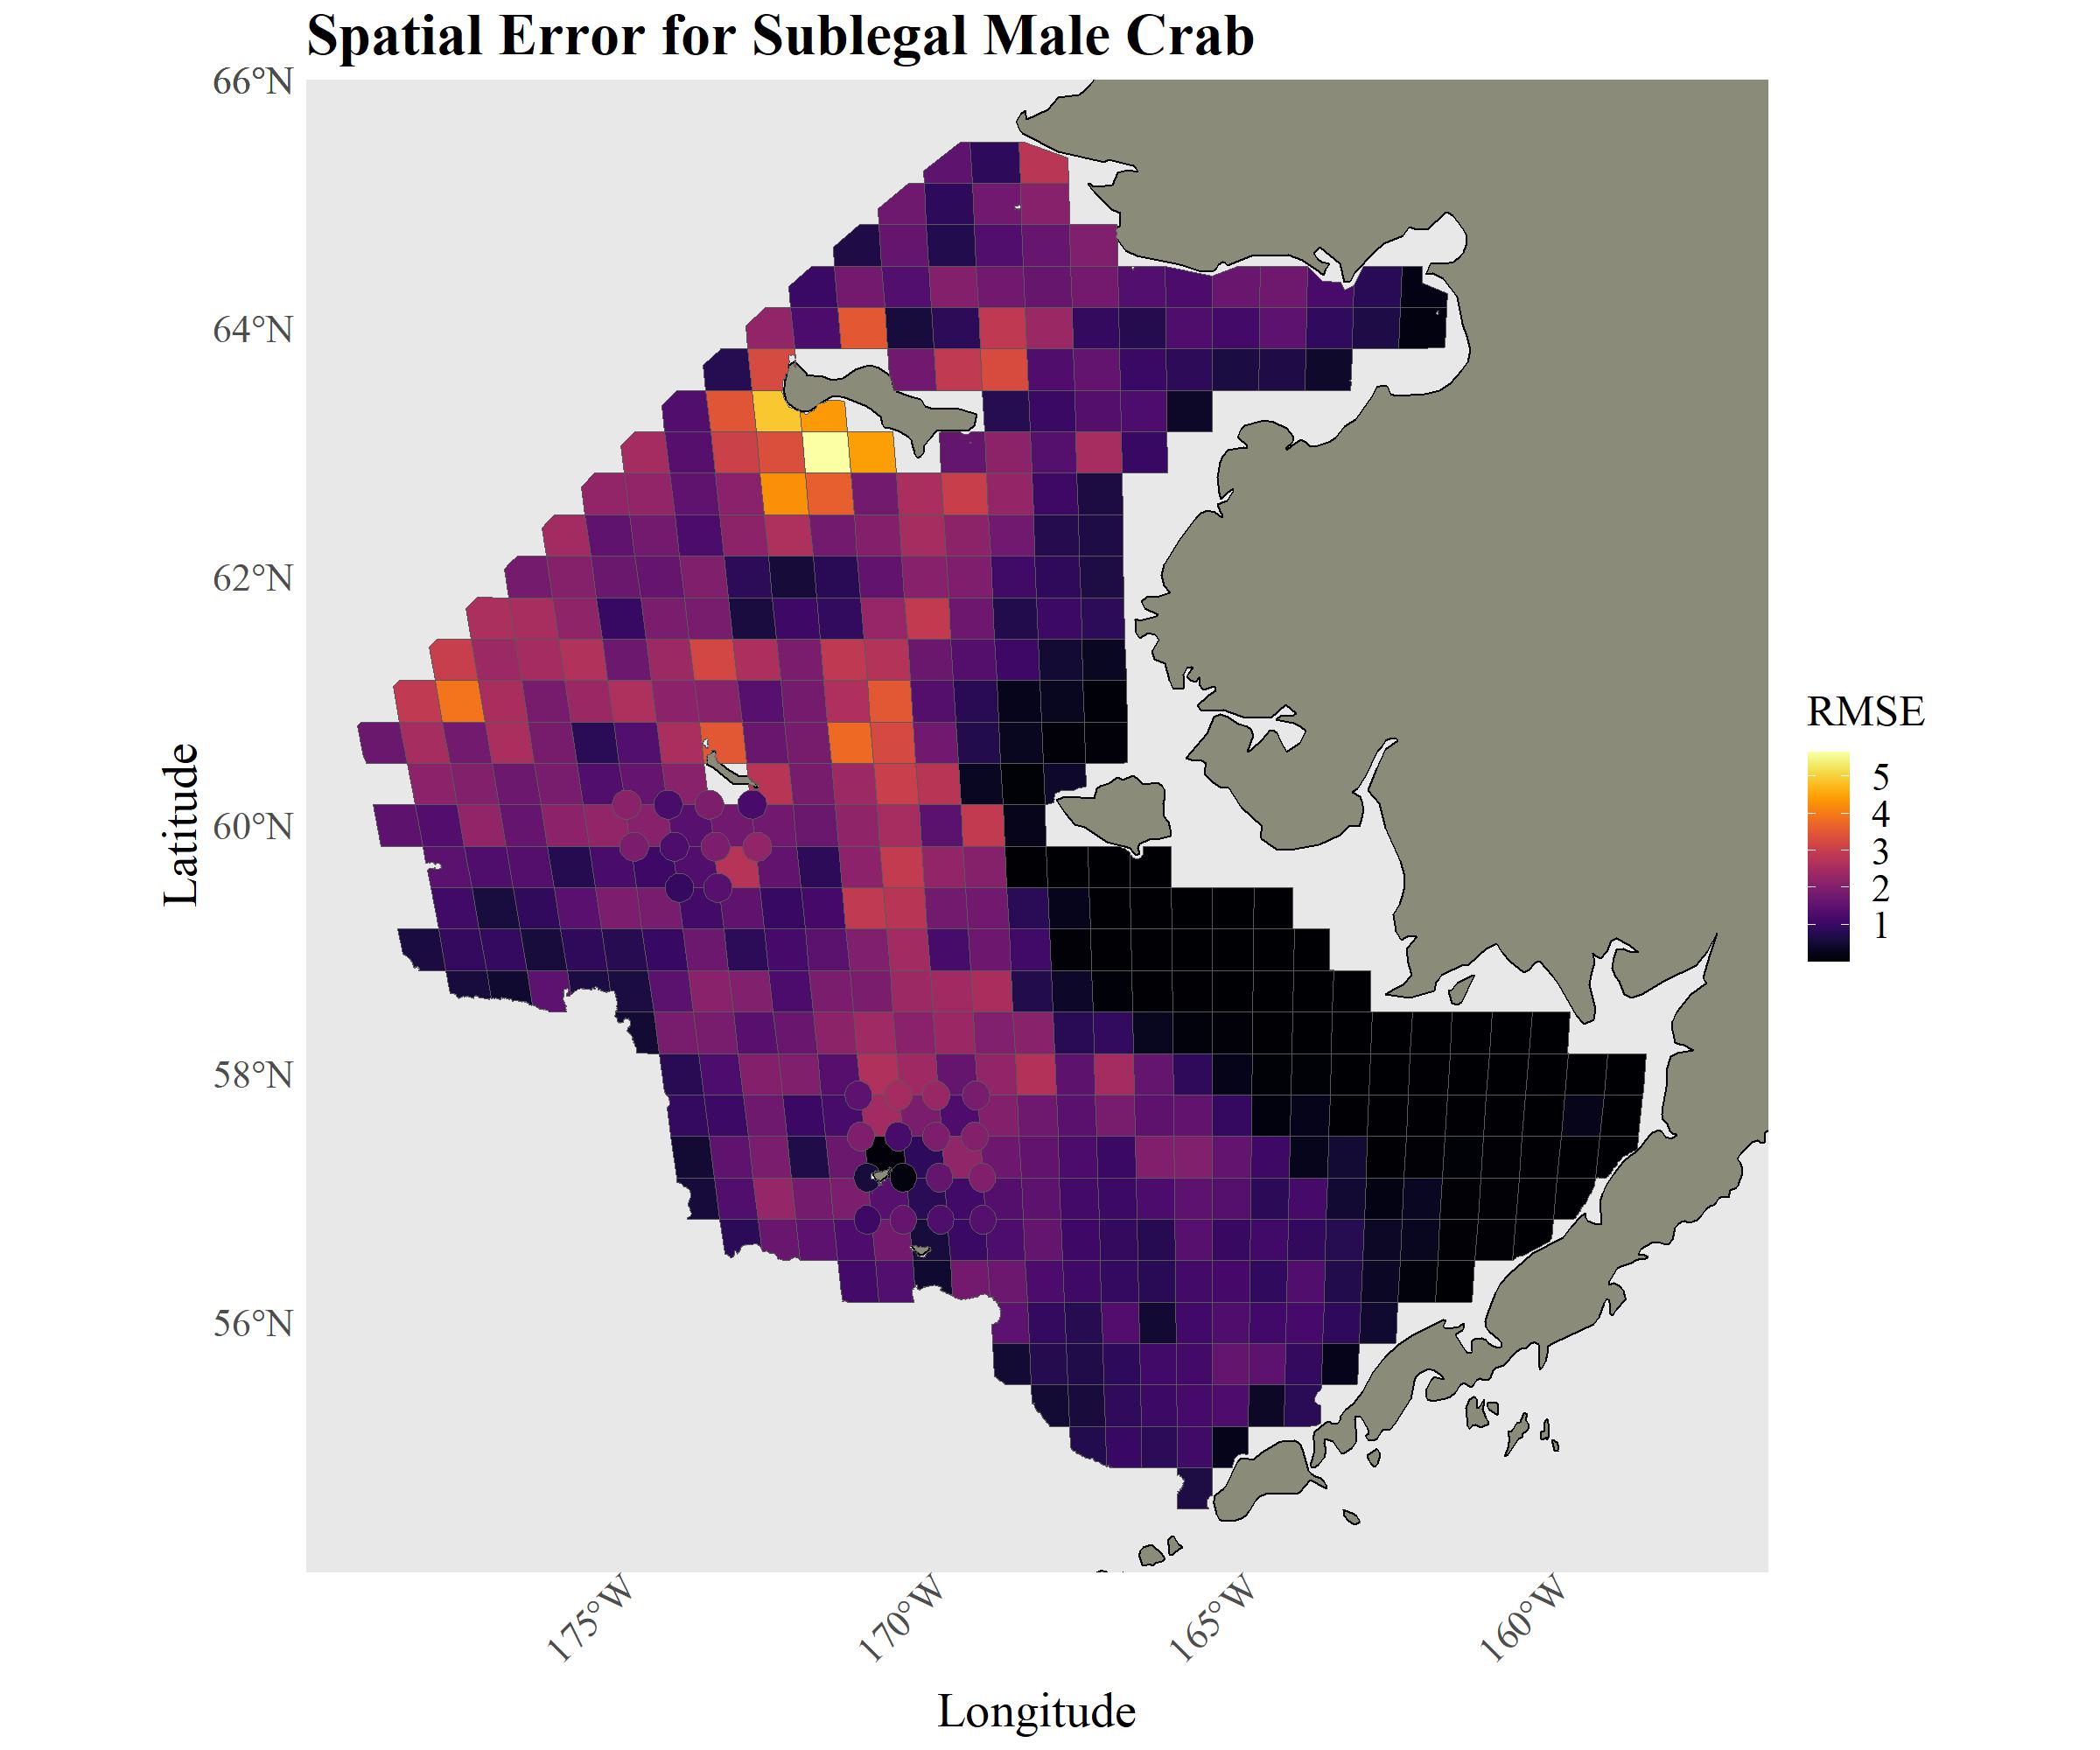 Spatial Error for Sublegal Male Crab
66°N
64°N
62°N
60°N
58°N
56°N
Latitude
175°W
170°W
165°W
160°W
Longitude
RMSE
5
4
3
2
1